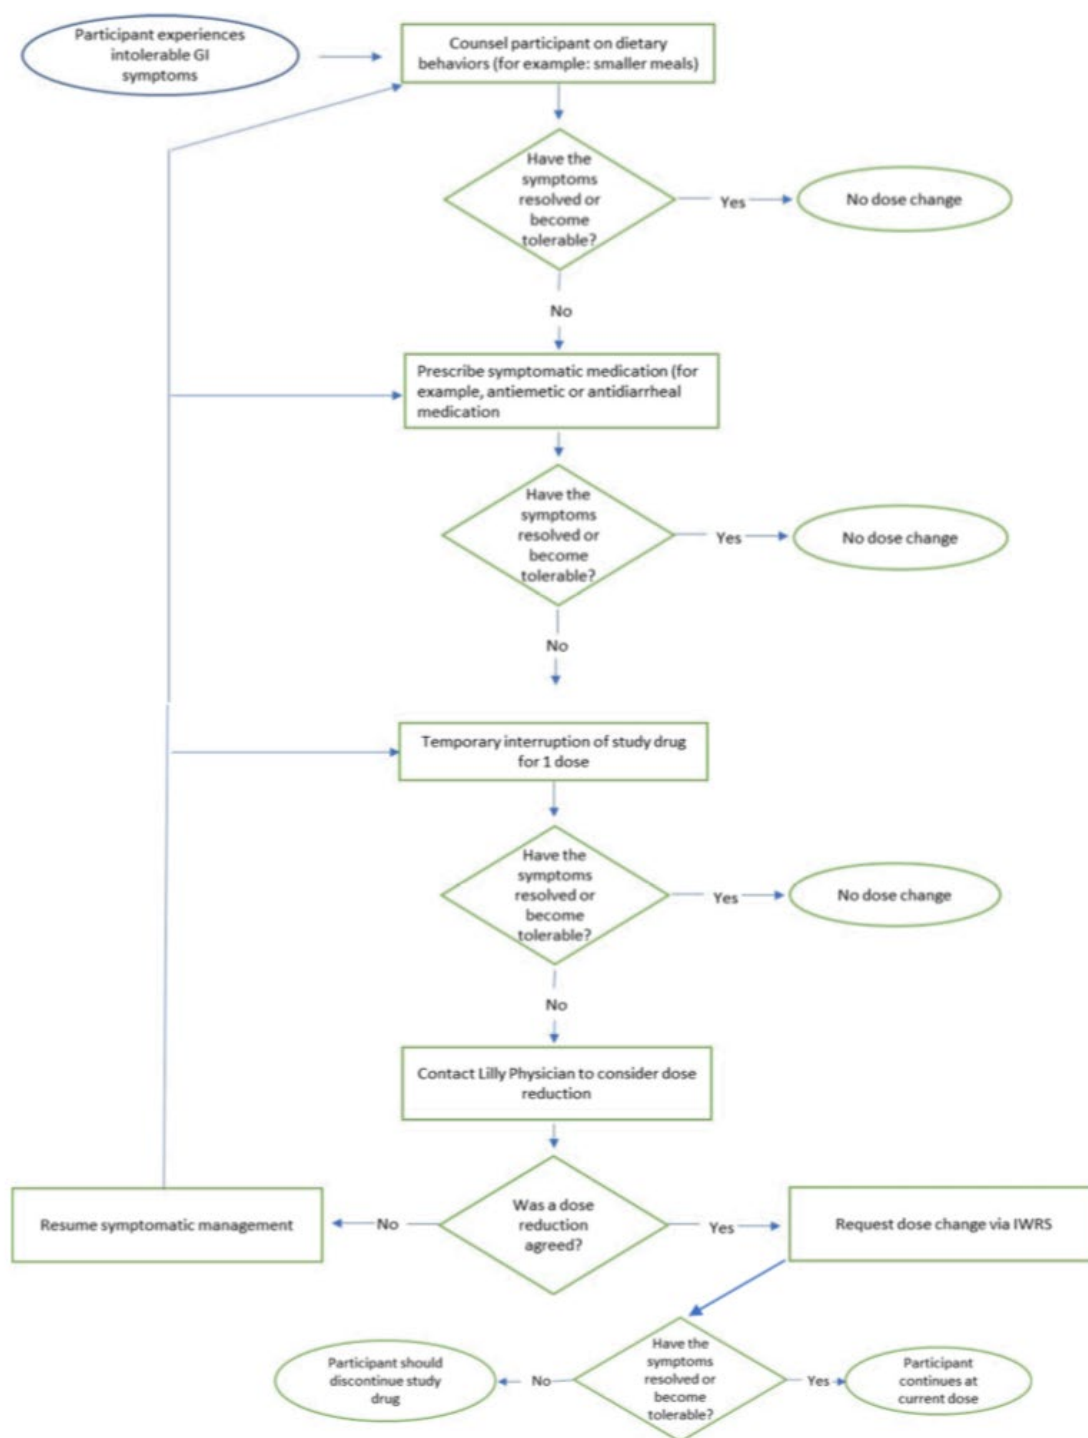 Participant experiences
intolerable GI
symptoms
Counsel participant on dietary
behaviors (for example: smaller meals)
Have the
symptoms
resolved or
become
tolerable?
Yes
No dose change
No
Prescribe symptomatic medication (for
example, antiemetic or antidiarrheal
medication
Have the
symptoms
resolved or
become
tolerable?
Yes
No dose change
No
Temporary interruption of study drug
for 1 dose
Have the
symptoms
resolved or
become
tolerable?
Yes
No dose change
No
Contact Lilly Physician to consider dose
reduction
Resume symptomatic management
No
Was a dose
reduction
agreed?
Yes
Request dose change via IWRS
Participant should
discontinue study
drug
No
Have the
symptoms
resolved or
become
tolerable?
Yes
Participant
continues at
current dose